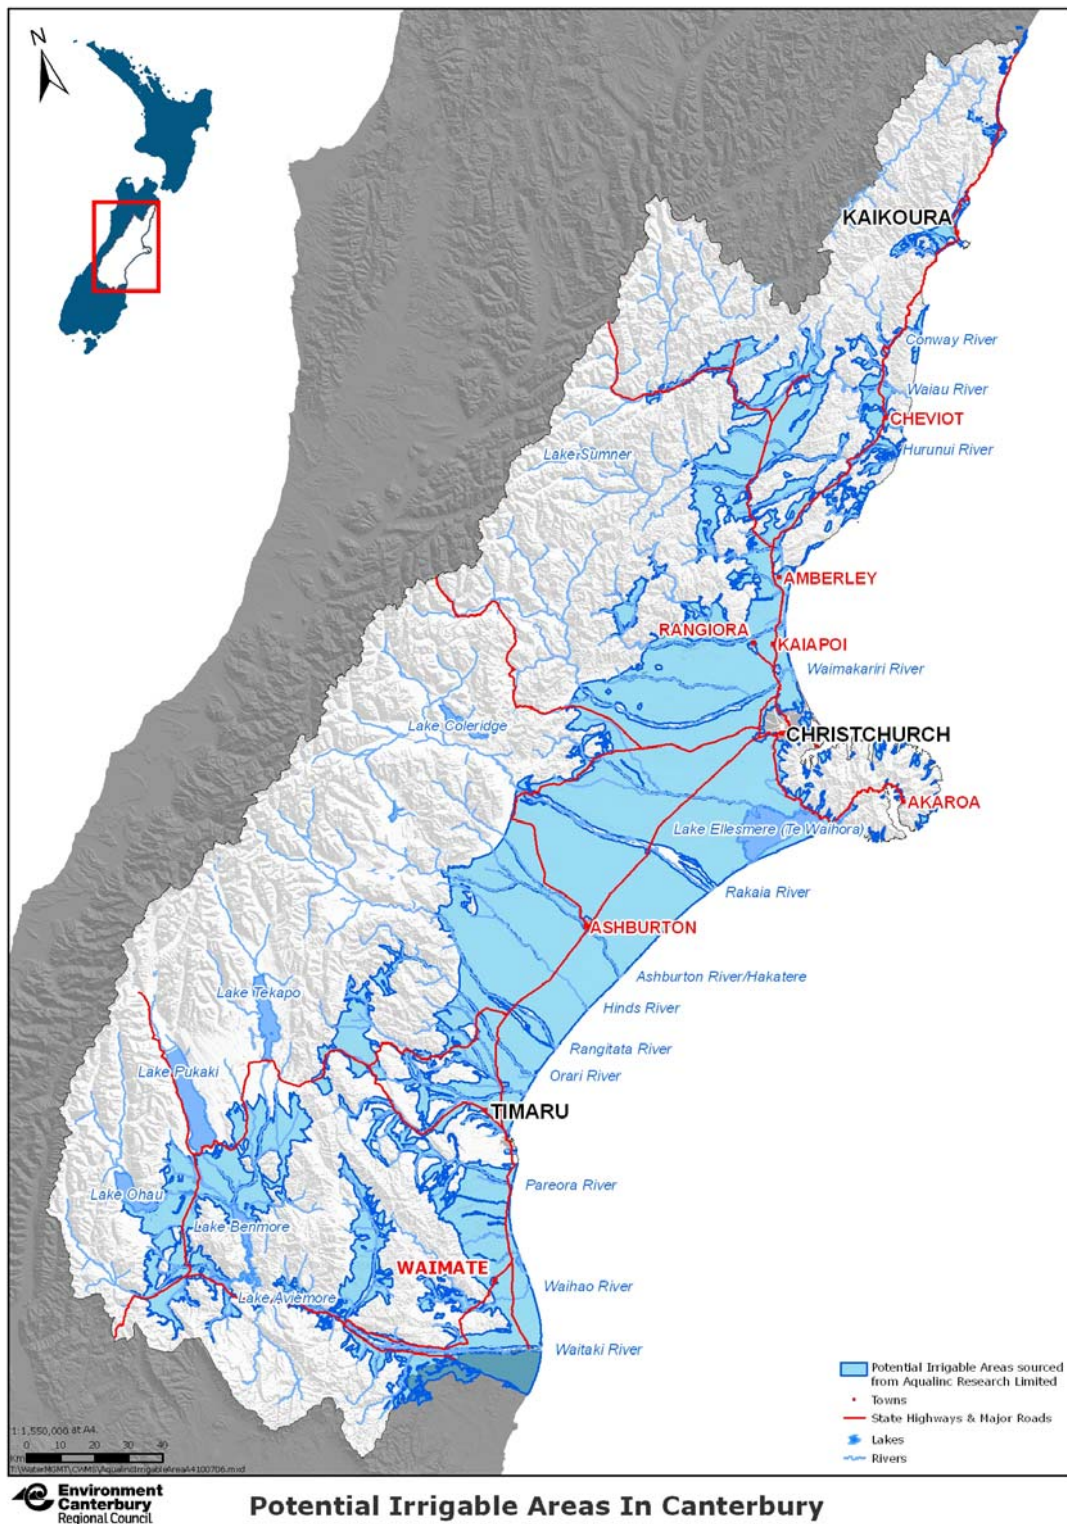 N
KAIKOURA
Conway River
Waiau River
CHEVIOT
Hurunui River
Lake Sumner
AMBERLEY
RANGIORA
KAIAPOI
Waimakariri River
Lake Coleridge
CHRISTCHURCH
AKAROA
Lake Ellesmere (Te Waihora)
Rakaia River
ASHBURTON
Ashburton River/Hakatere
Lake Tekapo
Hinds River
Rangitata River
Lake Pukaki
Orari River
TIMARU
Pareora River
Lake Ohau
Lake Benmore
WAIMATE
Waihao River
Lake Aviemore
Waitaki River
Potential Irrigable Areas sourced
from Aqualinc Research Limited
Towns
State Highways & Major Roads
Lakes
Rivers
1:1,550,000 at A4.
0 10 20 30 40
Km
Environment
Canterbury
Regional Council
Potential Irrigable Areas In Canterbury